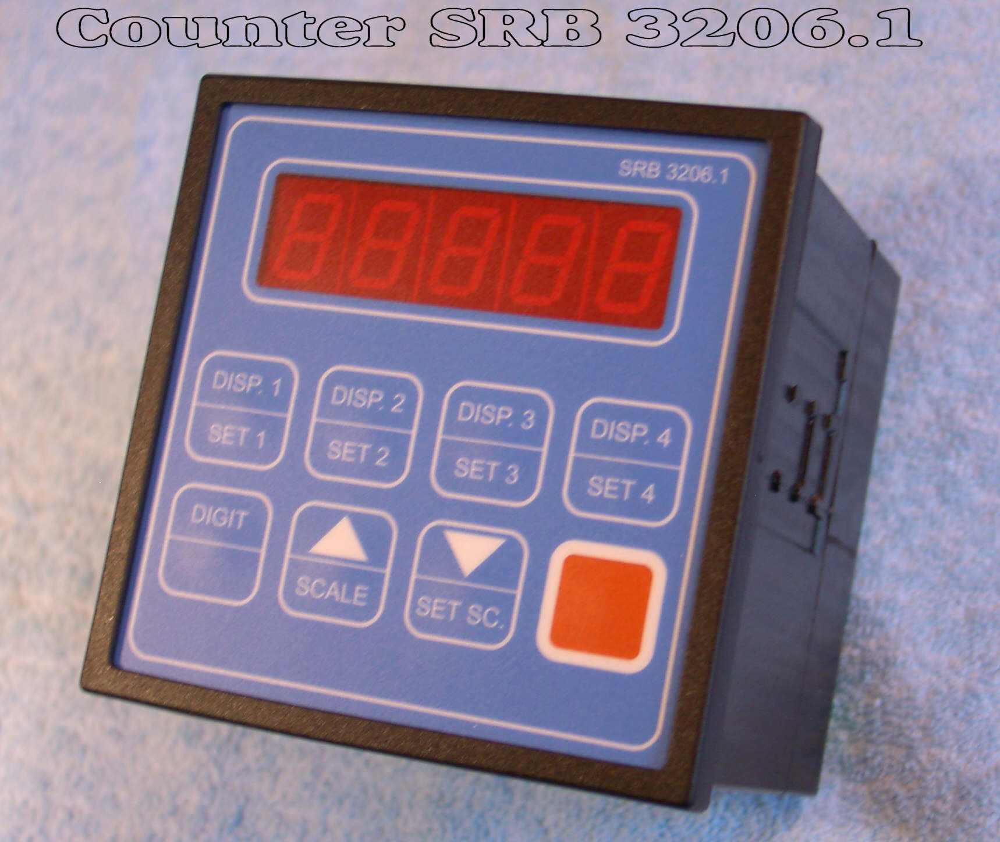 Counter SRB 3206.1
SRB 3206.1
DISP. 1
SET 1
DISP. 2
SET 2
DISP. 3
SET 3
DISP. 4
SET 4
DIGIT
SCALE
SET SC.